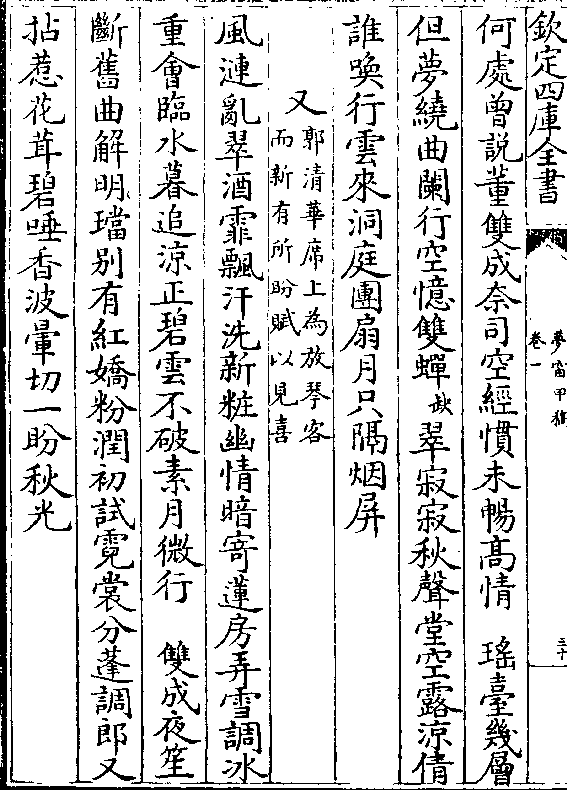 欽定四庫全書
夢窗甲稿
卷一
三十
何處曾說董雙成奈司空經慣未暢髙情　瑤臺幾層
但夢繞曲闌行空憶雙蟬缺翠寂寂秋聲堂空露涼倩
誰喚行雲來洞庭團扇月只隔烟屏
又
郭清華席上為放琴客
而新有所盼賦以見喜
風漣亂翠酒霏飄汗洗新粧幽情暗寄蓮房弄雪調冰
重會臨水暮追涼正碧雲不破素月微行　雙成夜笙
斷舊曲解明璫别有紅嬌粉潤初試霓裳分蓬調郎又
拈惹花茸碧唾香波暈切一盼秋光